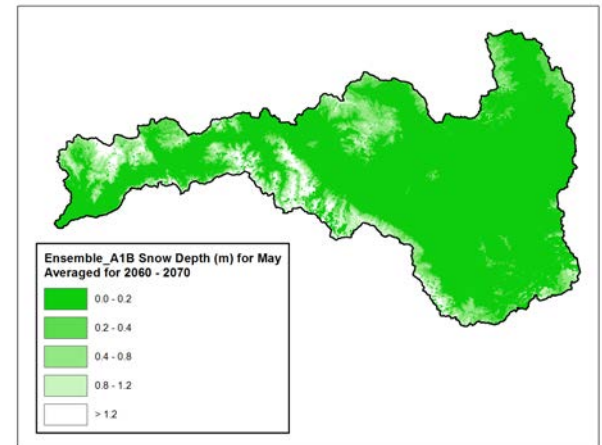 Ensemble_A1B Snow Depth (m) for May
Averaged for 2060 - 2070
0.0 - 0.2
0.2 - 0.4
0.4 - 0.8
0.8 - 1.2
> 1.2